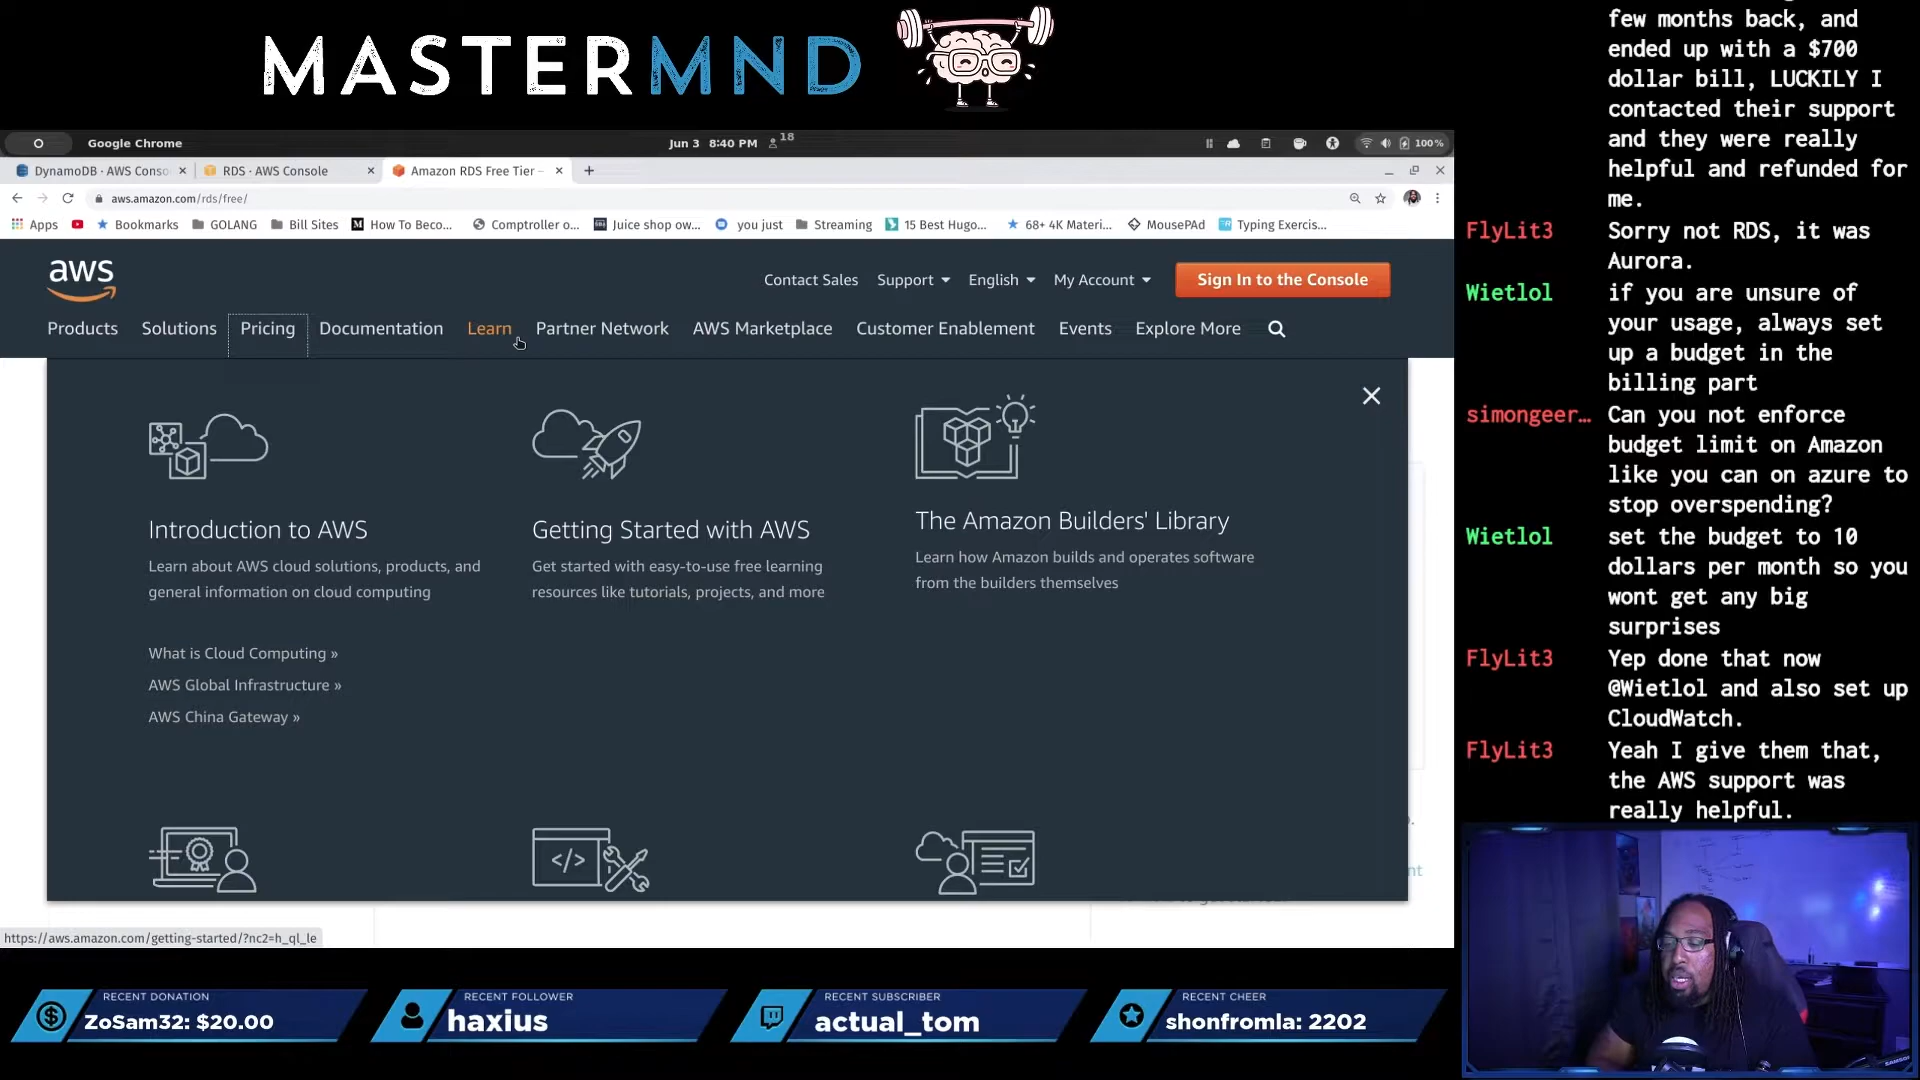 MASTERMND
Google Chrome
Jun 3 8:40 PM
18
100%
DynamoDB · AWS Conso
RDS · AWS Console
Amazon RDS Free Tier –
aws.amazon.com/rds/free/
Apps
Bookmarks
GOLANG
Bill Sites
How To Beco...
Comptroller o...
Juice shop ow...
you just
Streaming
15 Best Hugo...
68+ 4K Materi...
MousePAd
Typing Exercis...
aws
Contact Sales
Support
English
My Account
Sign In to the Console
Products
Solutions
Pricing
Documentation
Learn
Partner Network
AWS Marketplace
Customer Enablement
Events
Explore More
Introduction to AWS
Learn about AWS cloud solutions, products, and
general information on cloud computing
What is Cloud Computing »
AWS Global Infrastructure »
AWS China Gateway »
Getting Started with AWS
Get started with easy-to-use free learning
resources like tutorials, projects, and more
The Amazon Builders' Library
Learn how Amazon builds and operates software
from the builders themselves
https://aws.amazon.com/getting-started/?nc2=h_ql_le
few months back, and
ended up with a $700
dollar bill, LUCKILY I
contacted their support
and they were really
helpful and refunded for
me.
FlyLit3 Sorry not RDS, it was
Aurora.
Wietlol if you are unsure of
your usage, always set
up a budget in the
billing part
simongeer… Can you not enforce
budget limit on Amazon
like you can on azure to
stop overspending?
Wietlol set the budget to 10
dollars per month so you
wont get any big
surprises
FlyLit3 Yep done that now
@Wietlol and also set up
CloudWatch.
FlyLit3 Yeah I give them that,
the AWS support was
really helpful.
RECENT DONATION
ZoSam32: $20.00
RECENT FOLLOWER
haxius
RECENT SUBSCRIBER
actual_tom
RECENT CHEER
shonfromla: 2202